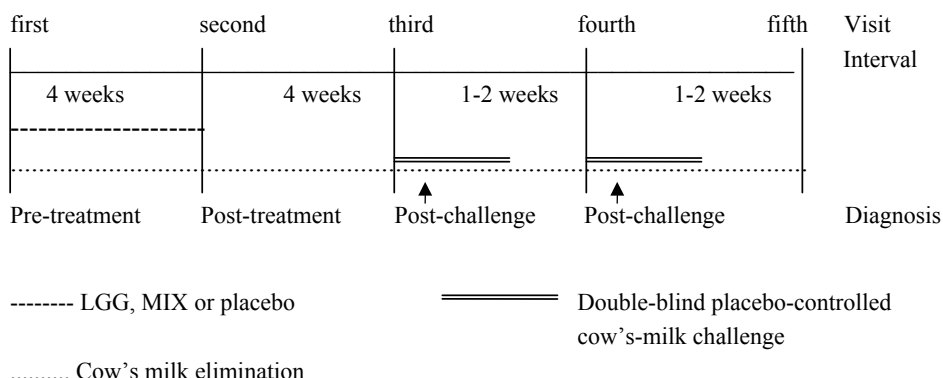 first second third fourth fifth Visit
Interval
4 weeks 4 weeks 1-2 weeks 1-2 weeks
Pre-treatment Post-treatment Post-challenge Post-challenge Diagnosis
LGG, MIX or placebo Double-blind placebo-controlled
cow's-milk challenge
Cow's milk elimination